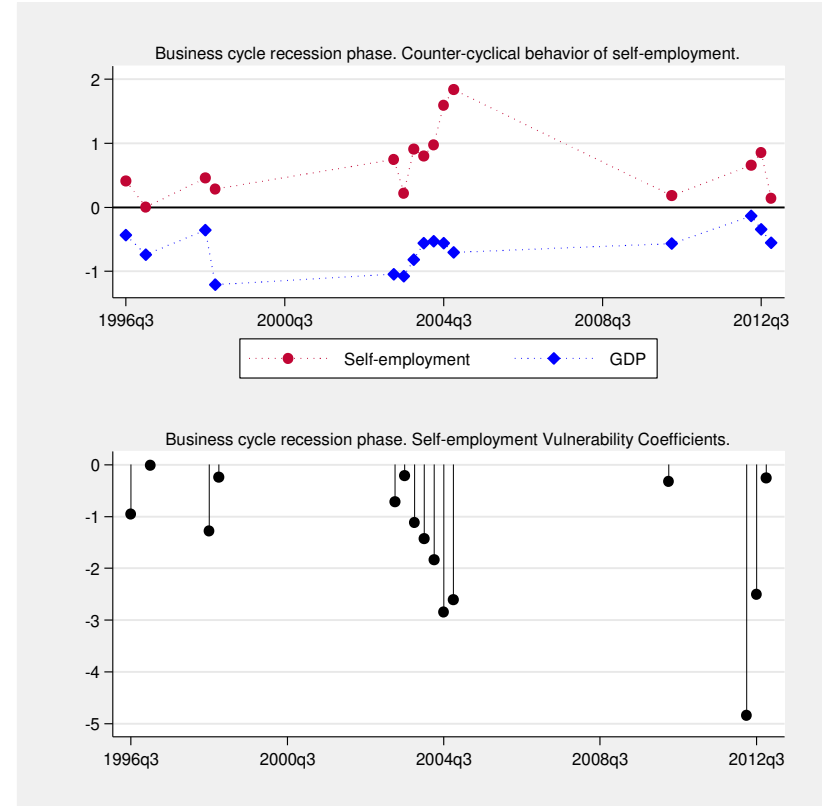 Business cycle recession phase. Counter-cyclical behavior of self-employment.
2
1
0
-1
1996q3 2000q3 2004q3 2008q3 2012q3
Self-employment GDP
Business cycle recession phase. Self-employment Vulnerability Coefficients.
0
-1
-2
-3
-4
-5
1996q3 2000q3 2004q3 2008q3 2012q3